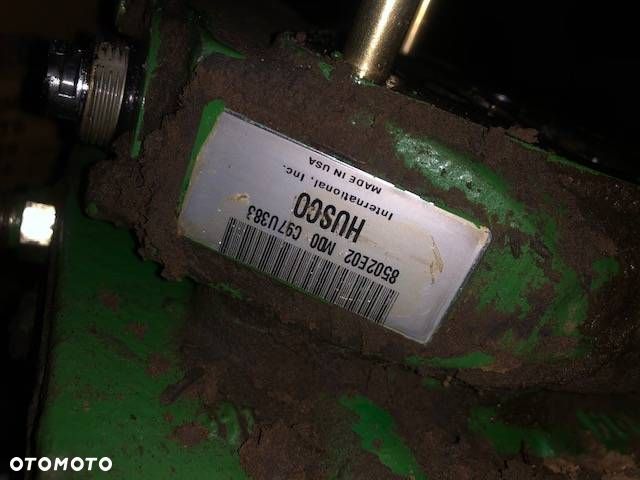 8502E02 M00 C97U383
HUSCO
International, Inc.
MADE IN USA
OTOMOTO